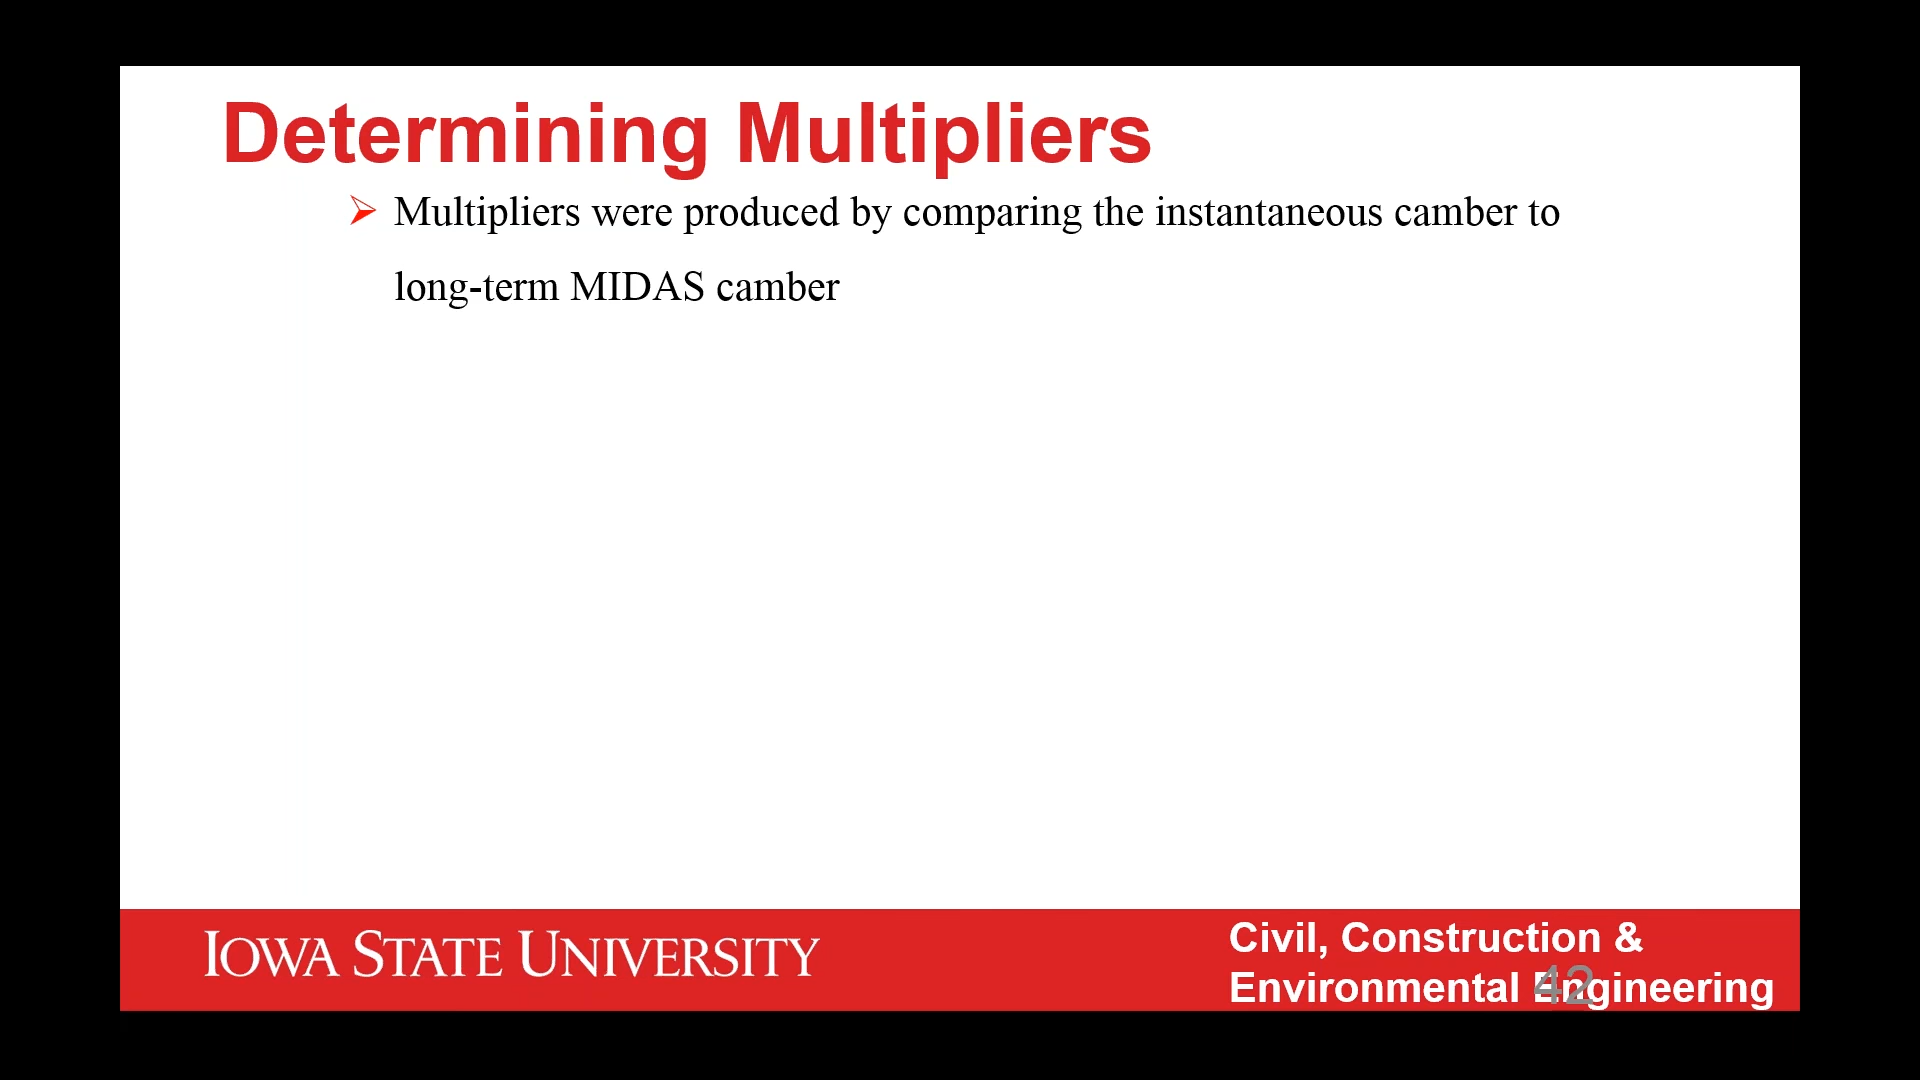 Determining Multipliers
Multipliers were produced by comparing the instantaneous camber to
long-term MIDAS camber
IOWA STATE UNIVERSITY
Civil, Construction &
Environmental Engineering
42